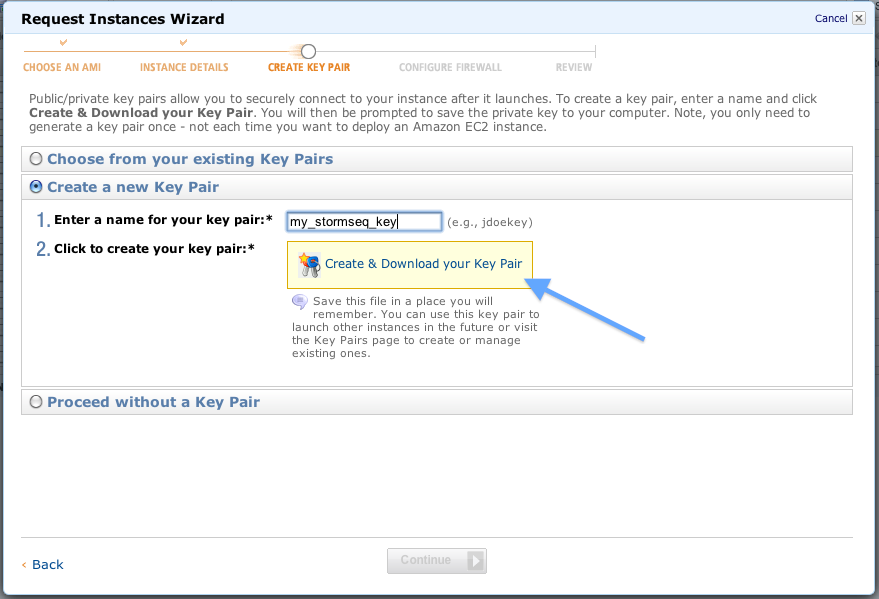 Request Instances Wizard
Cancel
CHOOSE AN AMI INSTANCE DETAILS CREATE KEY PAIR CONFIGURE FIREWALL REVIEW
Public/private key pairs allow you to securely connect to your instance after it launches. To create a key pair, enter a name and click
Create & Download your Key Pair. You will then be prompted to save the private key to your computer. Note, you only need to
generate a key pair once - not each time you want to deploy an Amazon EC2 instance.
Choose from your existing Key Pairs
Create a new Key Pair
1. Enter a name for your key pair:* my_stormseq_key (e.g., jdoekey)
2. Click to create your key pair:*
Create & Download your Key Pair
Save this file in a place you will
remember. You can use this key pair to
launch other instances in the future or visit
the Key Pairs page to create or manage
existing ones.
Proceed without a Key Pair
‹ Back
Continue